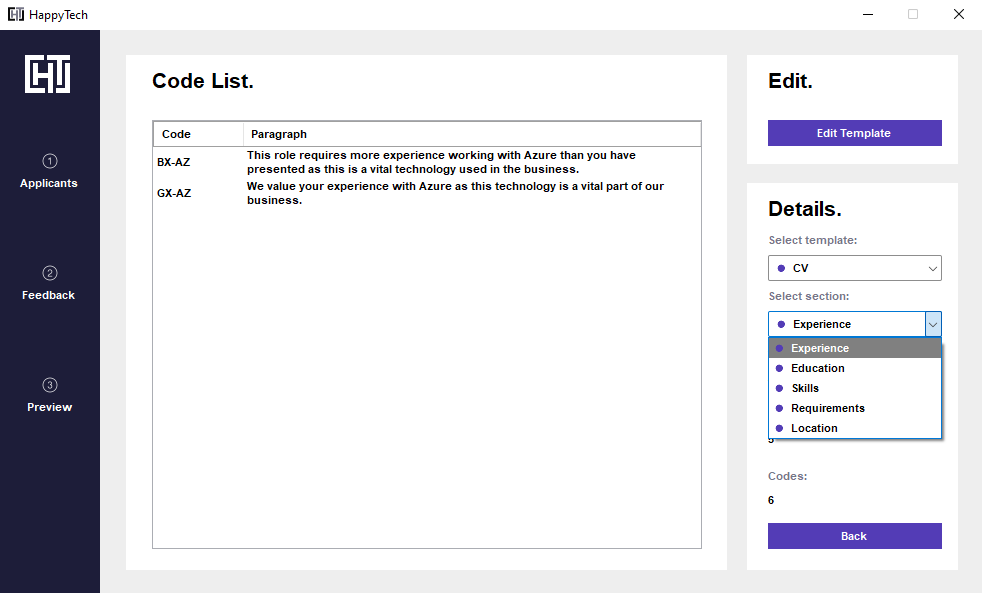 HappyTech
HT
1
Applicants
2
Feedback
3
Preview
Code List.
Code Paragraph
BX-AZ
This role requires more experience working with Azure than you have
presented as this is a vital technology used in the business.
GX-AZ
We value your experience with Azure as this technology is a vital part of our
business.
Edit.
Edit Template
Details.
Select template:
CV
Select section:
Experience
Experience
Education
Skills
Requirements
Location
Codes:
6
Back